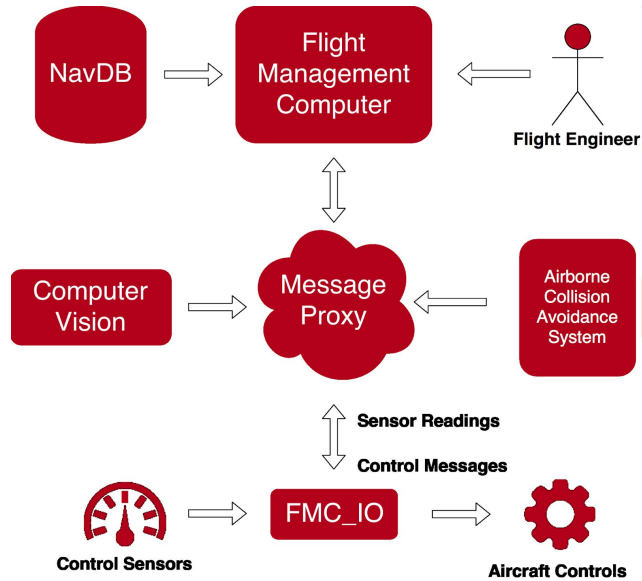 NavDB
Flight
Management
Computer
Flight Engineer
Computer
Vision
Message
Proxy
Airborne
Collision
Avoidance
System
Sensor Readings
Control Messages
Control Sensors
FMC_IO
Aircraft Controls